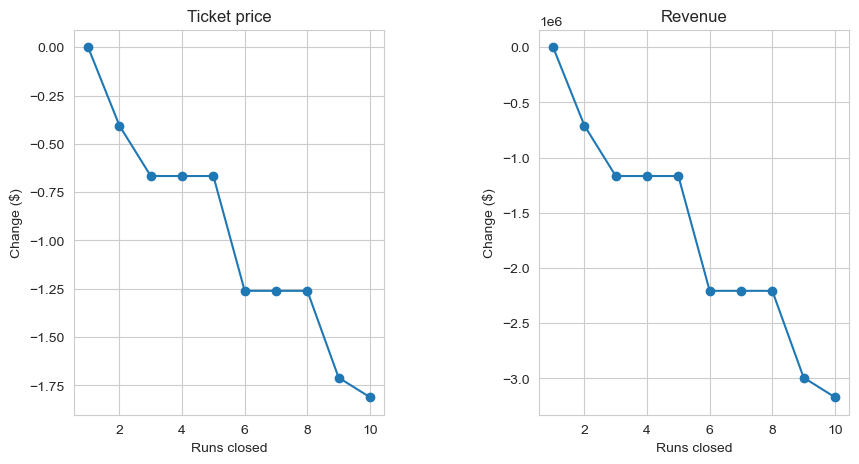 Ticket price
0.00
−0.25
−0.50
−0.75
−1.00
−1.25
−1.50
−1.75
Change ($)
2 4 6 8 10
Runs closed
Revenue
1e6
0.0
−0.5
−1.0
−1.5
−2.0
−2.5
−3.0
Change ($)
2 4 6 8 10
Runs closed